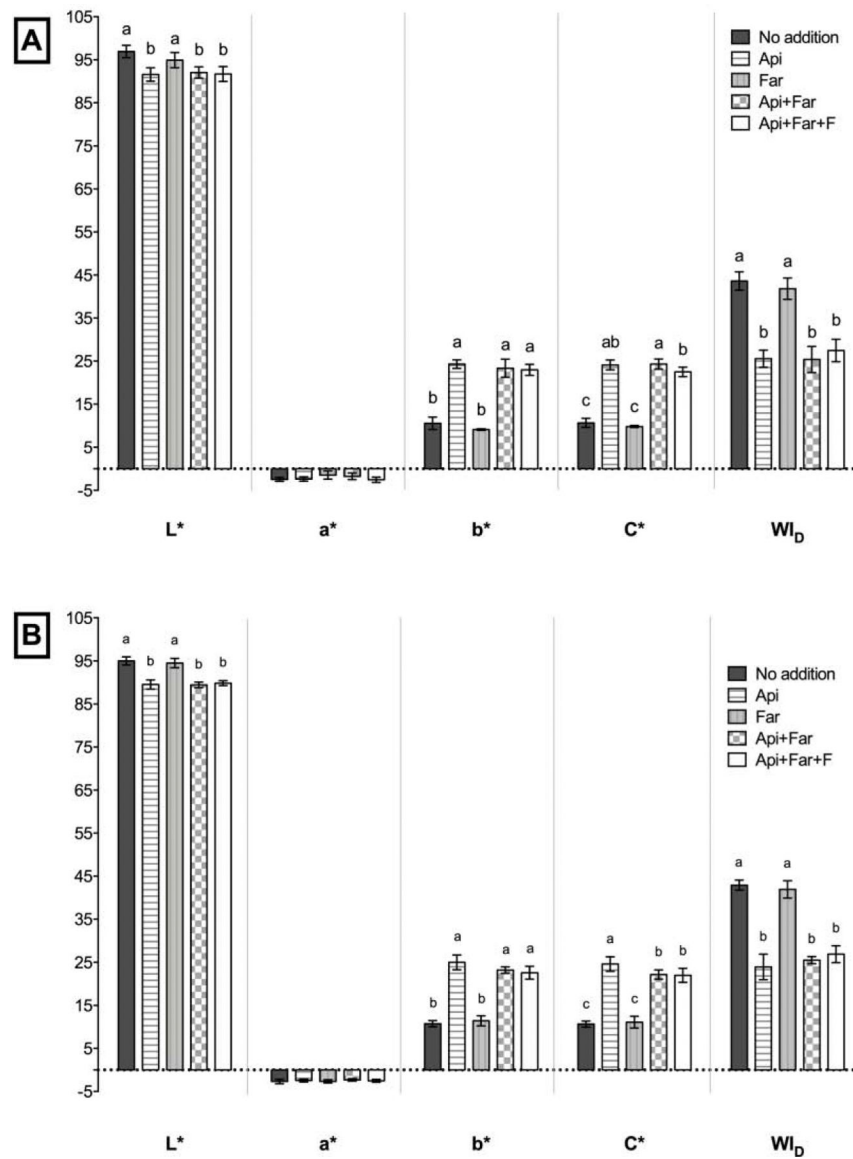 A
105
95
85
75
65
55
45
35
25
15
5
-5
a b a b b
b a b a a
c ab c a b
a b a b b
No addition
Api
Far
Api+Far
Api+Far+F
L* a* b* C* WI_D
B
105
95
85
75
65
55
45
35
25
15
5
-5
a b a b b
b a b a a
c a c b b
a b a b b
No addition
Api
Far
Api+Far
Api+Far+F
L* a* b* C* WI_D